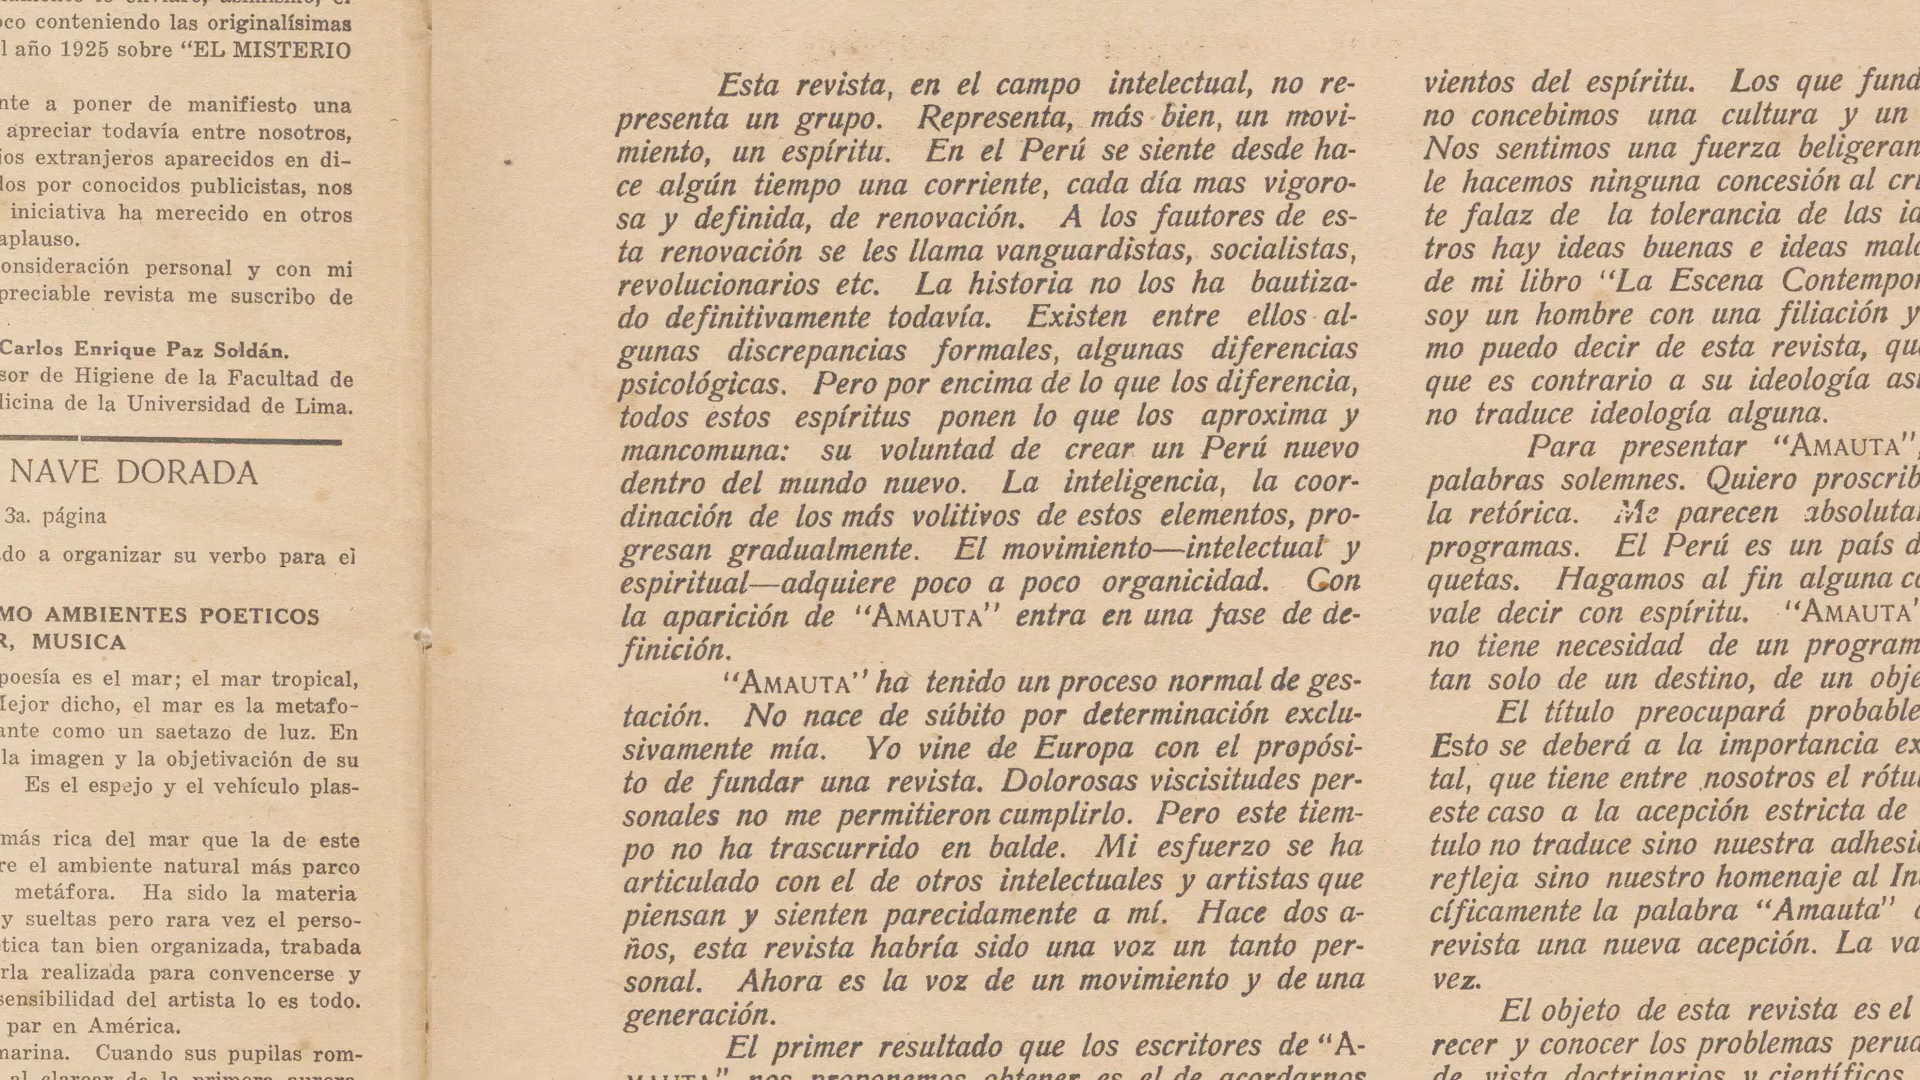 oco conteniendo las originalísimas
l año 1925 sobre “EL MISTERIO
nte a poner de manifiesto una
apreciar todavía entre nosotros,
ios extranjeros aparecidos en di-
dos por conocidos publicistas, nos
iniciativa ha merecido en otros
aplauso.
onsideración personal y con mi
preciable revista me suscribo de
Carlos Enrique Paz Soldán.
sor de Higiene de la Facultad de
dicina de la Universidad de Lima.
NAVE DORADA
3a. página
do a organizar su verbo para el
MO AMBIENTES POETICOS
R, MUSICA
poesía es el mar; el mar tropical,
Mejor dicho, el mar es la metafo-
ante como un saetazo de luz. En
la imagen y la objetivación de su
Es el espejo y el vehículo plas-
más rica del mar que la de este
re el ambiente natural más parco
metáfora. Ha sido la materia
y sueltas pero rara vez el perso-
ética tan bien organizada, trabada
rla realizada para convencerse y
sensibilidad del artista lo es todo.
par en América.
marina. Cuando sus pupilas rom-
al clarear de la primera aurora
Esta revista, en el campo intelectual, no re-
presenta un grupo. Representa, más bien, un movi-
miento, un espíritu. En el Perú se siente desde ha-
ce algún tiempo una corriente, cada día mas vigoro-
sa y definida, de renovación. A los fautores de es-
ta renovación se les llama vanguardistas, socialistas,
revolucionarios etc. La historia no los ha bautiza-
do definitivamente todavía. Existen entre ellos al-
gunas discrepancias formales, algunas diferencias
psicológicas. Pero por encima de lo que los diferencia,
todos estos espíritus ponen lo que los aproxima y
mancomuna: su voluntad de crear un Perú nuevo
dentro del mundo nuevo. La inteligencia, la coor-
dinación de los más volitivos de estos elementos, pro-
gresan gradualmente. El movimiento—intelectual y
espiritual—adquiere poco a poco organicidad. Con
la aparición de “AMAUTA” entra en una fase de de-
finición.
“AMAUTA” ha tenido un proceso normal de ges-
tación. No nace de súbito por determinación exclu-
sivamente mía. Yo vine de Europa con el propósi-
to de fundar una revista. Dolorosas viscisitudes per-
sonales no me permitieron cumplirlo. Pero este tiem-
po no ha trascurrido en balde. Mi esfuerzo se ha
articulado con el de otros intelectuales y artistas que
piensan y sienten parecidamente a mí. Hace dos a-
ños, esta revista habría sido una voz un tanto per-
sonal. Ahora es la voz de un movimiento y de una
generación.
El primer resultado que los escritores de “A-
MAUTA” nos proponemos obtener es el de acordarnos
vientos del espíritu. Los que fund
no concebimos una cultura y un
Nos sentimos una fuerza beligeran
le hacemos ninguna concesión al cri
te falaz de la tolerancia de las id
tros hay ideas buenas e ideas mala
de mi libro “La Escena Contempor
soy un hombre con una filiación y
mo puedo decir de esta revista, que
que es contrario a su ideología así
no traduce ideología alguna.
Para presentar “AMAUTA”,
palabras solemnes. Quiero proscrib
la retórica. Me parecen absolutam
programas. El Perú es un país d
quetas. Hagamos al fin alguna co
vale decir con espíritu. “AMAUTA”
no tiene necesidad de un program
tan solo de un destino, de un obje
El título preocupará probable
Esto se deberá a la importancia ex
tal, que tiene entre nosotros el rótu
este caso a la acepción estricta de
tulo no traduce sino nuestra adhesi
refleja sino nuestro homenaje al In
cíficamente la palabra “Amauta”
revista una nueva acepción. La va
vez.
El objeto de esta revista es el
recer y conocer los problemas perua
de vista doctrinarios y científicos